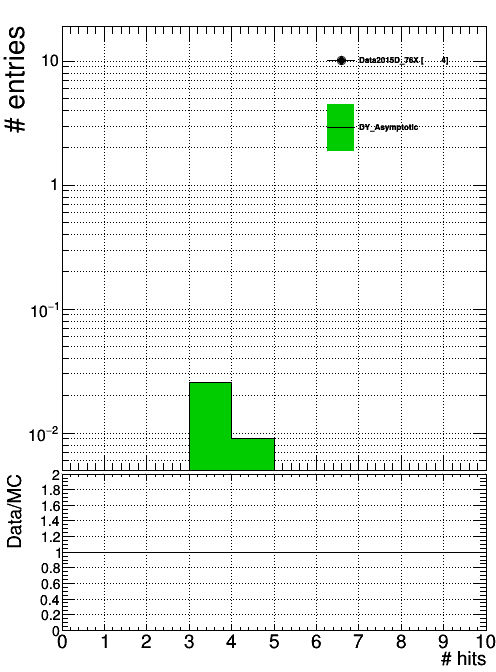 # entries
10
1
10⁻¹
10⁻²
Data2015D_76X [ 4]
DY_Asymptotic
Data/MC
2
1.8
1.6
1.4
1.2
1
0.8
0.6
0.4
0.2
0
0 1 2 3 4 5 6 7 8 9 10
# hits